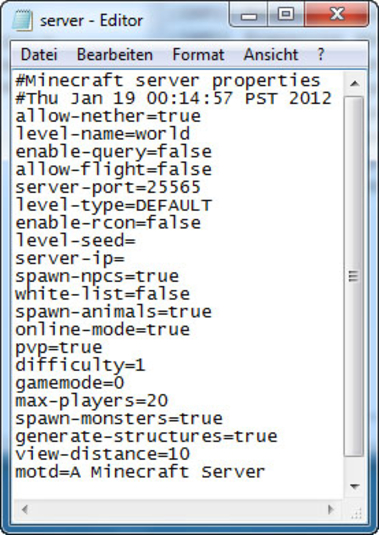 server - Editor
Datei Bearbeiten Format Ansicht ?
#Minecraft server properties
#Thu Jan 19 00:14:57 PST 2012
allow-nether=true
level-name=world
enable-query=false
allow-flight=false
server-port=25565
level-type=DEFAULT
enable-rcon=false
level-seed=
server-ip=
spawn-npcs=true
white-list=false
spawn-animals=true
online-mode=true
pvp=true
difficulty=1
gamemode=0
max-players=20
spawn-monsters=true
generate-structures=true
view-distance=10
motd=A Minecraft Server